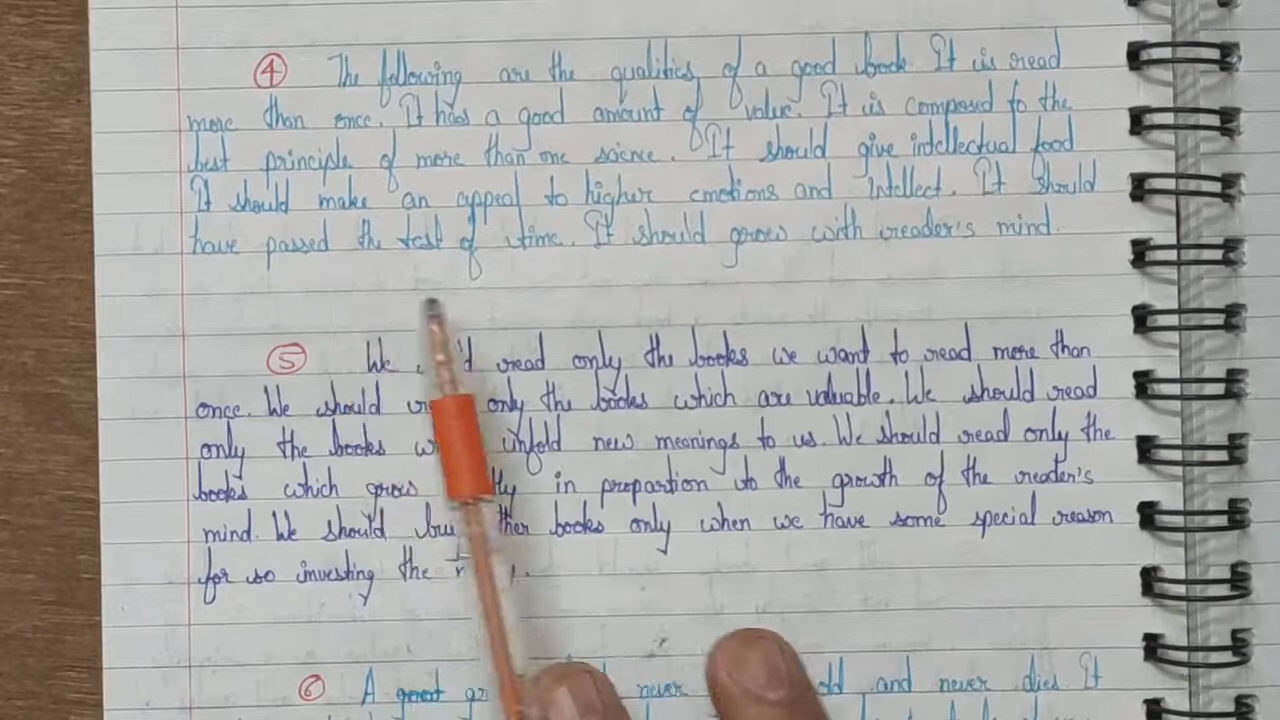 ④ The following are the qualities of a good book It is read
more than once. It has a good amount of value. It is composed to the
best principle of more than one science. It should give intellectual food
It should make an appeal to higher emotions and intellect. It should
have passed the test of time. It should grow with reader's mind.
⑤ We read only the books we want to read more than
once. We should only the books which are valuable. We should read
only the books unfold new meanings to us. We should read only the
books which grow in proportion to the growth of the reader's
mind. We should books only when we have some special reason
for so investing the
⑥ A great never old and never dies. It